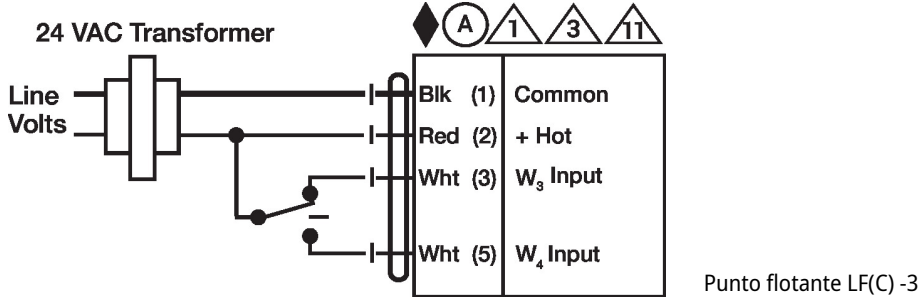 24 VAC Transformer
A 1 3 11
Line
Volts
Blk (1) Common
Red (2) + Hot
Wht (3) W3 Input
Wht (5) W4 Input
Punto flotante LF(C) -3